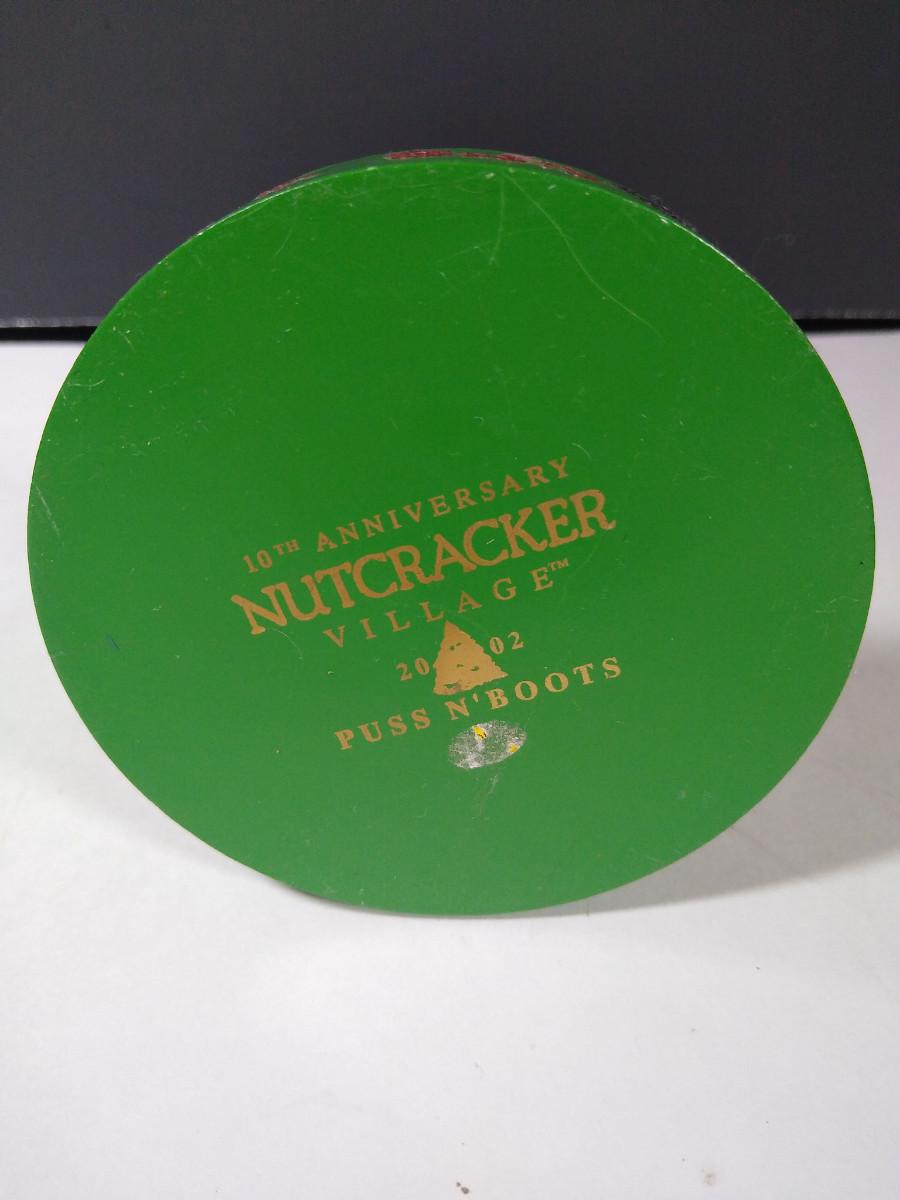 10TH ANNIVERSARY
NUTCRACKER
VILLAGE™
20 02
PUSS N' BOOTS